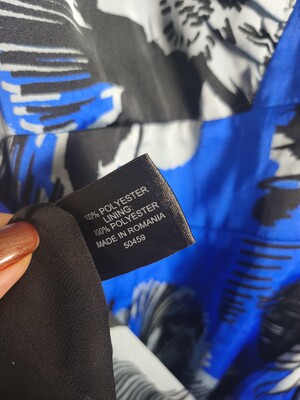 100% POLYESTER
LINING:
100% POLYESTER
MADE IN ROMANIA
50459